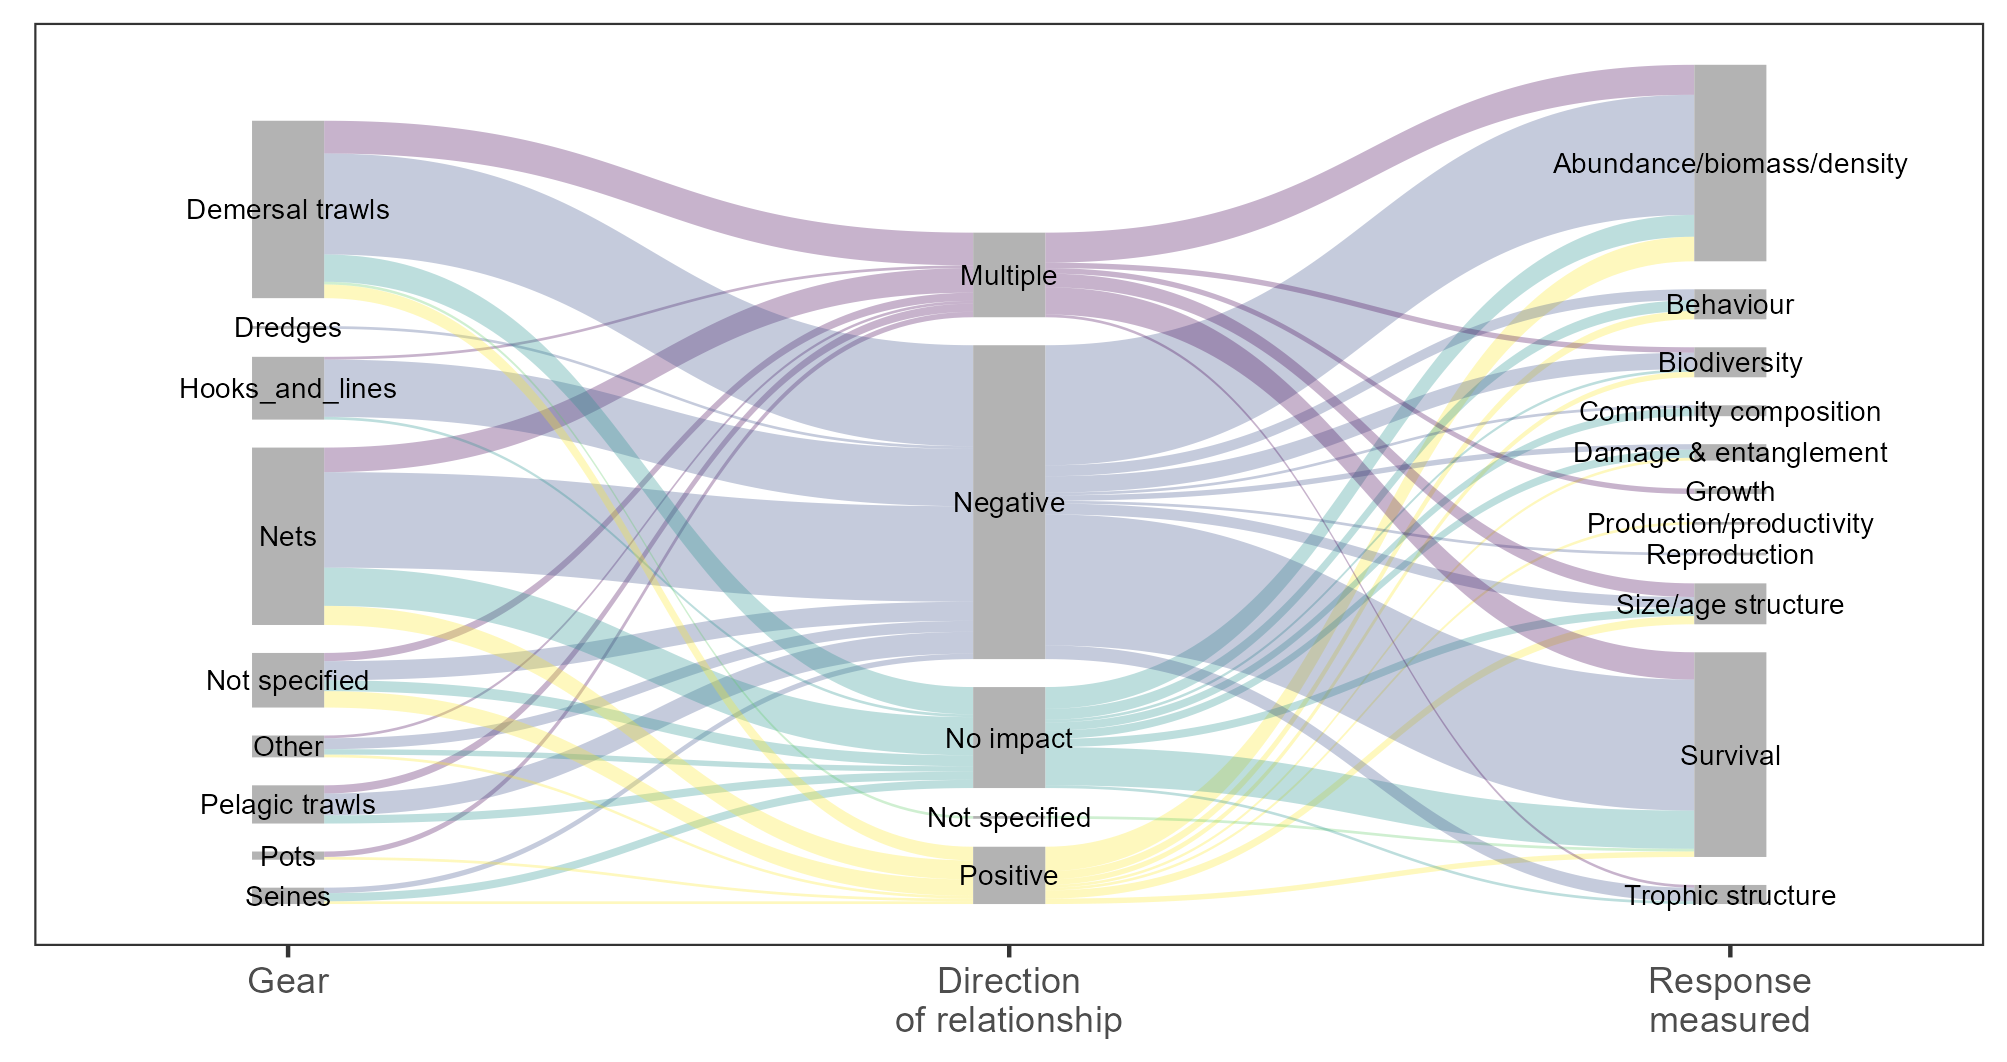 Demersal trawls
Dredges
Hooks_and_lines
Nets
Not specified
Other
Pelagic trawls
Pots
Seines
Multiple
Negative
No impact
Not specified
Positive
Abundance/biomass/density
Behaviour
Biodiversity
Community composition
Damage & entanglement
Growth
Production/productivity
Reproduction
Size/age structure
Survival
Trophic structure
Gear
Direction
of relationship
Response
measured